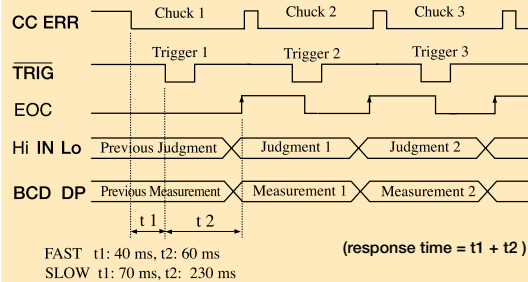 CC ERR Chuck 1 Chuck 2 Chuck 3
TRIG Trigger 1 Trigger 2 Trigger 3
EOC
Hi IN Lo Previous Judgment Judgment 1 Judgment 2
BCD DP Previous Measurement Measurement 1 Measurement 2
t 1 t 2
FAST t1: 40 ms, t2: 60 ms
(response time = t1 + t2 )
SLOW t1: 70 ms, t2: 230 ms